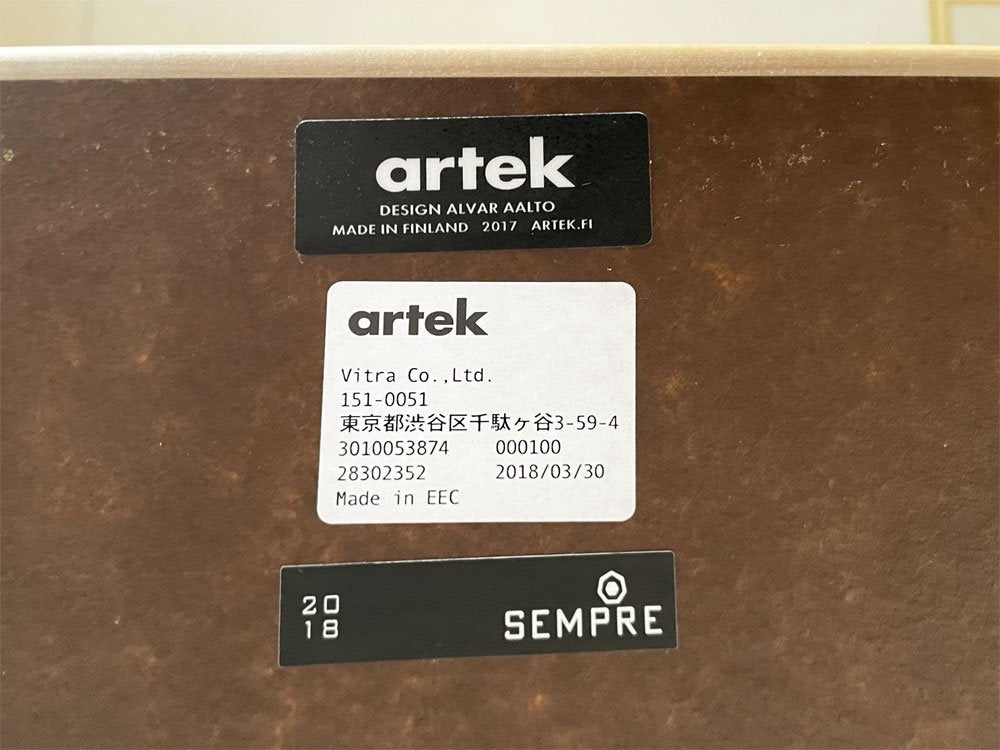 artek
DESIGN ALVAR AALTO
MADE IN FINLAND 2017 ARTEK.FI
artek
Vitra Co.,Ltd.
151-0051
東京都渋谷区千駄ヶ谷3-59-4
3010053874 000100
28302352 2018/03/30
Made in EEC
20
18
SEMPRE